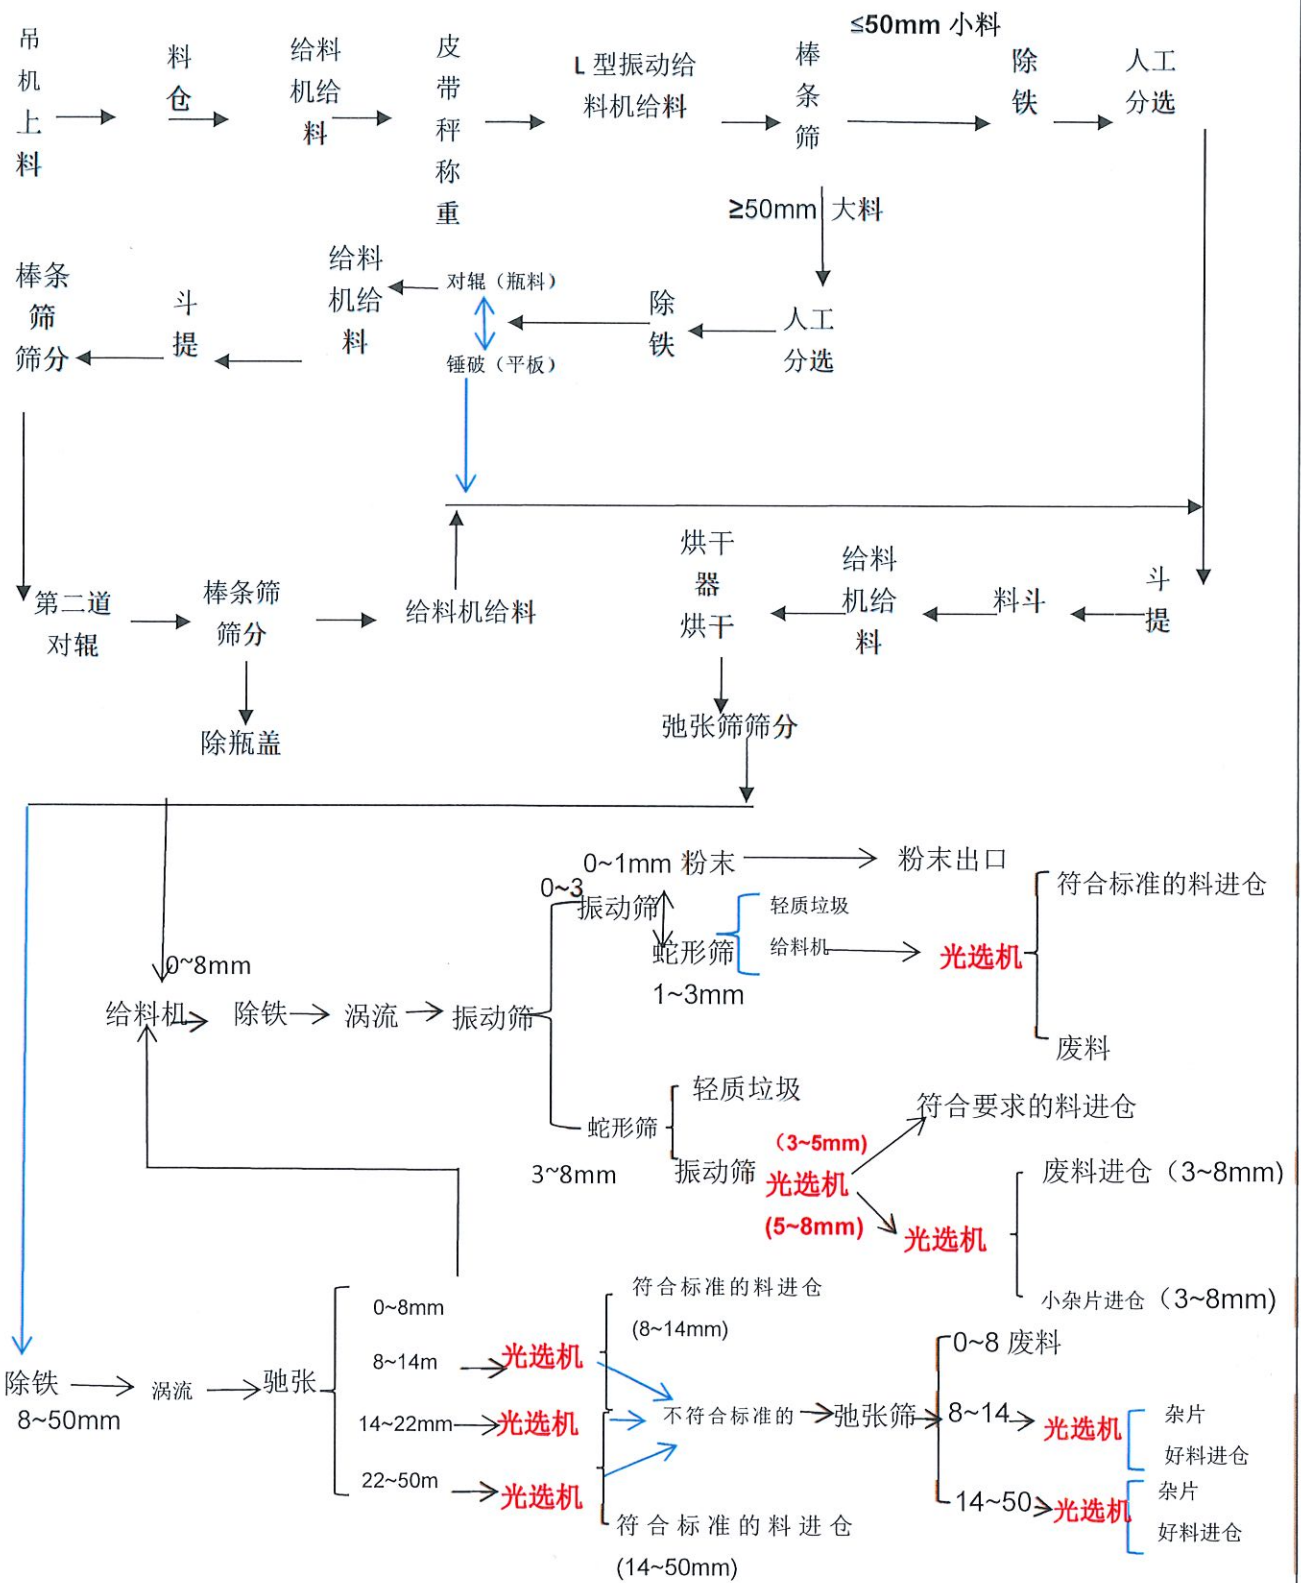 ≤50mm 小料
吊机上料
料仓
给料机给料
皮带秤称重
L 型振动给料机给料
棒条筛
除铁
人工分选
≥50mm 大料
棒条筛筛分
斗提
给料机给料
对辊（瓶料）
锤破（平板）
除铁
人工分选
第二道对辊
棒条筛筛分
给料机给料
烘干器烘干
给料机给料
料斗
斗提
除瓶盖
弛张筛筛分
0~1mm 粉末
粉末出口
0~3
振动筛
轻质垃圾
符合标准的料进仓
蛇形筛
给料机
光选机
1~3mm
0~8mm
给料机
除铁
涡流
振动筛
废料
轻质垃圾
符合要求的料进仓
蛇形筛
（3~5mm)
3~8mm
振动筛
光选机
废料进仓（3~8mm)
(5~8mm)
光选机
小杂片进仓（3~8mm)
0~8mm
符合标准的料进仓
(8~14mm)
0~8 废料
除铁
8~50mm
涡流
驰张
8~14m
光选机
14~22mm
光选机
不符合标准的
弛张筛
8~14
光选机
杂片
好料进仓
22~50m
光选机
14~50
光选机
杂片
好料进仓
符合标准的料进仓
(14~50mm)